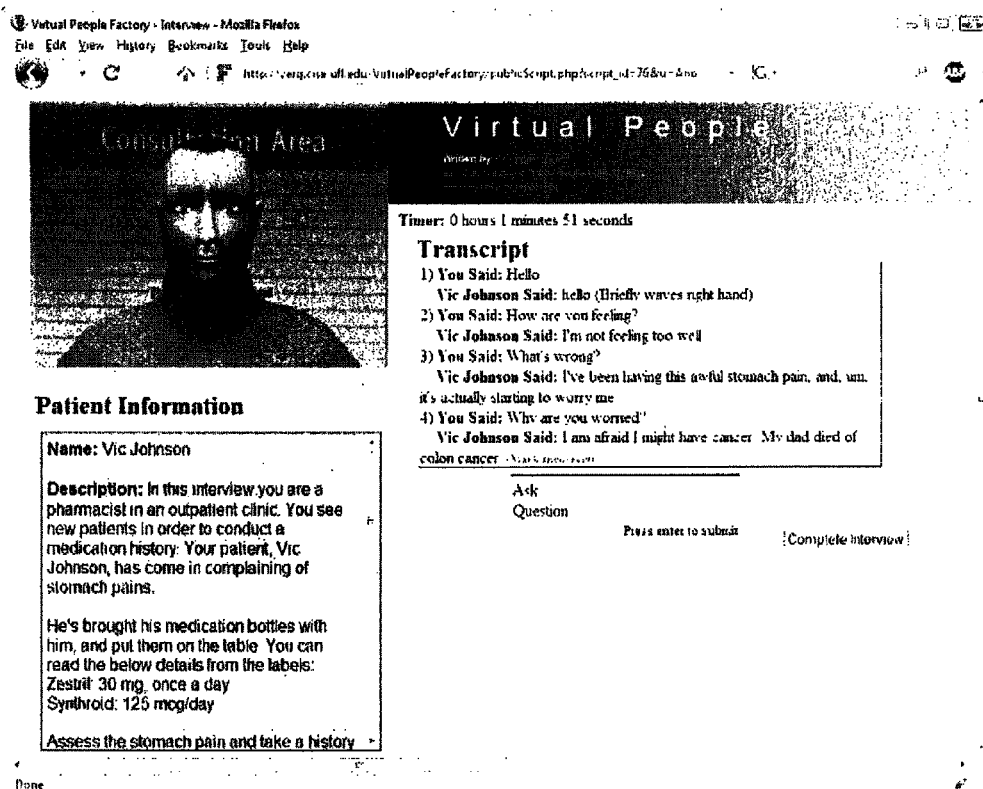 Virtual People Factory - Interview - Mozilla Firefox
File Edit View History Bookmarks Tools Help
Consultation Area
Virtual People
Written by
Timer: 0 hours 1 minutes 51 seconds
Transcript
1) You Said: Hello
Vic Johnson Said: hello (Briefly waves right hand)
2) You Said: How are you feeling?
Vic Johnson Said: I'm not feeling too well
3) You Said: What's wrong?
Vic Johnson Said: I've been having this awful stomach pain, and, um,
it's actually starting to worry me
4) You Said: Why are you worried?
Vic Johnson Said: I am afraid I might have cancer. My dad died of
colon cancer
Ask
Question
Press enter to submit
Complete Interview
Patient Information
Name: Vic Johnson
Description: In this interview you are a
pharmacist in an outpatient clinic. You see
new patients in order to conduct a
medication history. Your patient, Vic
Johnson, has come in complaining of
stomach pains.
He's brought his medication bottles with
him, and put them on the table. You can
read the below details from the labels:
Zestril: 30 mg, once a day
Synthroid: 125 mcg/day
Assess the stomach pain and take a history
Done